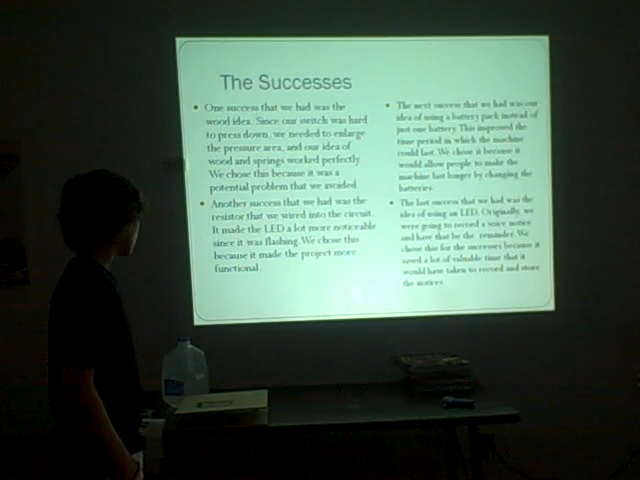 The Successes
One success that we had was the
wood idea. Since our switch was hard
to press down, we needed to enlarge
the pressure area, and our idea of
wood and springs worked perfectly.
We chose this because it was a
potential problem that we avoided.
Another success that we had was the
resistor that we wired into the circuit.
It made the LED a lot more noticeable
since it was flashing. We chose this
because it made the project more
functional.
The next success that we had was our
idea of using a battery pack instead of
just one battery. This improved the
time period in which the machine
could last. We chose it because it
would allow people to make the
machine last longer by changing the
batteries.
The last success that we had was the
idea of using an LED. Originally, we
were going to record a voice notice
and have that be the reminder. We
chose this for the successes because it
saved a lot of valuable time that it
would have taken to record and store
the notices.